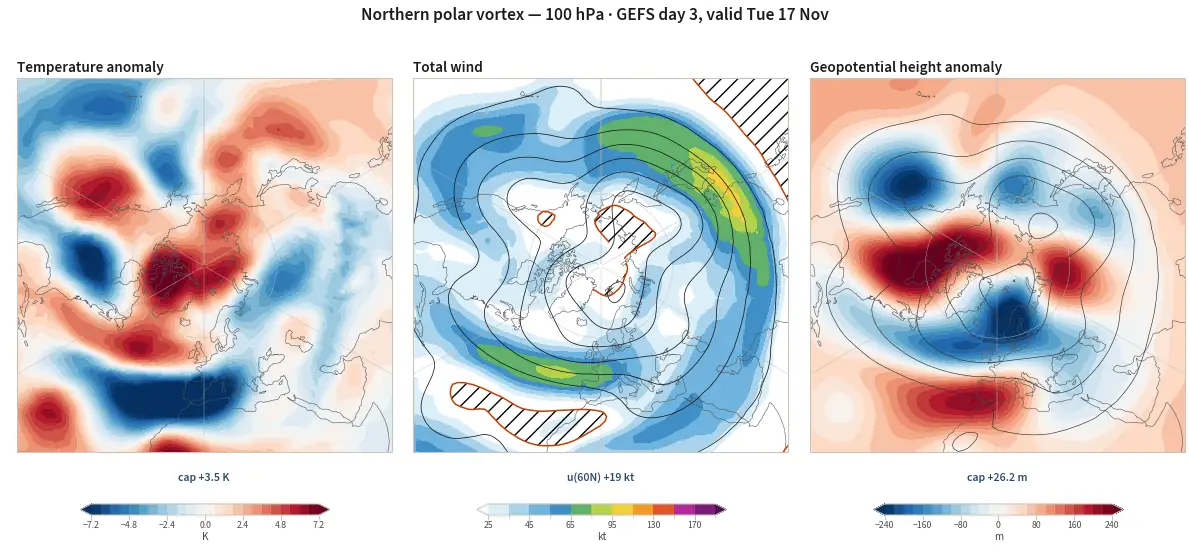 Northern polar vortex — 100 hPa · GEFS day 3, valid Tue 17 Nov
Temperature anomaly
Total wind
Geopotential height anomaly
cap +3.5 K
u(60N) +19 kt
cap +26.2 m
−7.2 −4.8 −2.4 0.0 2.4 4.8 7.2
K
25 45 65 95 130 170
kt
−240 −160 −80 0 80 160 240
m